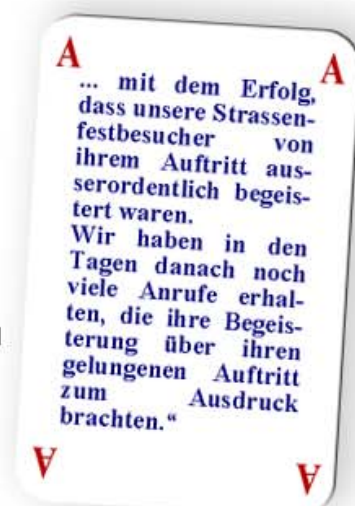 A
A
... mit dem Erfolg,
dass unsere Strassen-
festbesucher von
ihrem Auftritt aus-
serordentlich begeis-
tert waren.
Wir haben in den
Tagen danach noch
viele Anrufe erhal-
ten, die ihre Begeis-
terung über ihren
gelungenen Auftritt
zum Ausdruck
brachten.“
A
A